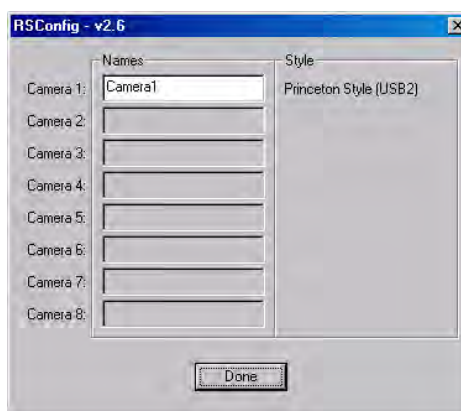 RSConfig - v2.6
Names Style
Camera 1: Camera1 Princeton Style (USB2)
Camera 2:
Camera 3:
Camera 4:
Camera 5:
Camera 6:
Camera 7:
Camera 8:
Done